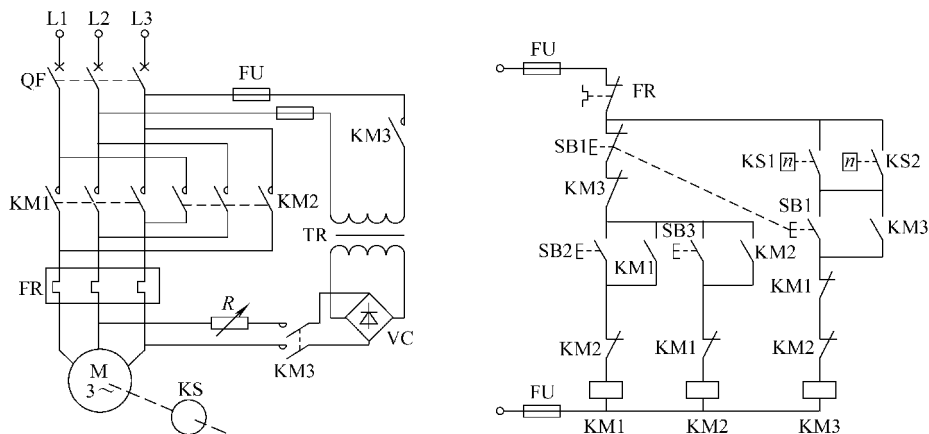 L1 L2 L3
QF
FU
KM3
KM1
KM2
TR
FR
R
VC
KM3
M
3~
KS
FU
FR
SB1
KS1 n n KS2
KM3
SB1
KM3
SB2
KM1
SB3
KM2
KM1
KM2
KM1
KM2
FU
KM1
KM2
KM3